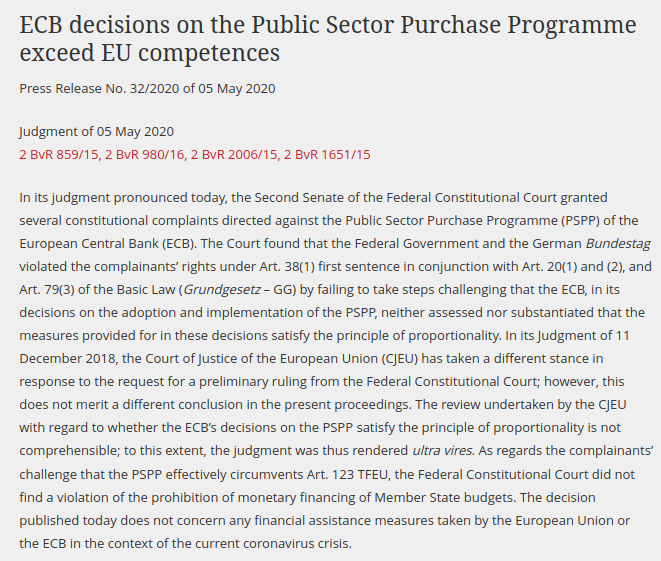 ECB decisions on the Public Sector Purchase Programme
exceed EU competences
Press Release No. 32/2020 of 05 May 2020
Judgment of 05 May 2020
2 BvR 859/15, 2 BvR 980/16, 2 BvR 2006/15, 2 BvR 1651/15
In its judgment pronounced today, the Second Senate of the Federal Constitutional Court granted
several constitutional complaints directed against the Public Sector Purchase Programme (PSPP) of the
European Central Bank (ECB). The Court found that the Federal Government and the German Bundestag
violated the complainants’ rights under Art. 38(1) first sentence in conjunction with Art. 20(1) and (2), and
Art. 79(3) of the Basic Law (Grundgesetz – GG) by failing to take steps challenging that the ECB, in its
decisions on the adoption and implementation of the PSPP, neither assessed nor substantiated that the
measures provided for in these decisions satisfy the principle of proportionality. In its Judgment of 11
December 2018, the Court of Justice of the European Union (CJEU) has taken a different stance in
response to the request for a preliminary ruling from the Federal Constitutional Court; however, this
does not merit a different conclusion in the present proceedings. The review undertaken by the CJEU
with regard to whether the ECB’s decisions on the PSPP satisfy the principle of proportionality is not
comprehensible; to this extent, the judgment was thus rendered ultra vires. As regards the complainants’
challenge that the PSPP effectively circumvents Art. 123 TFEU, the Federal Constitutional Court did not
find a violation of the prohibition of monetary financing of Member State budgets. The decision
published today does not concern any financial assistance measures taken by the European Union or
the ECB in the context of the current coronavirus crisis.